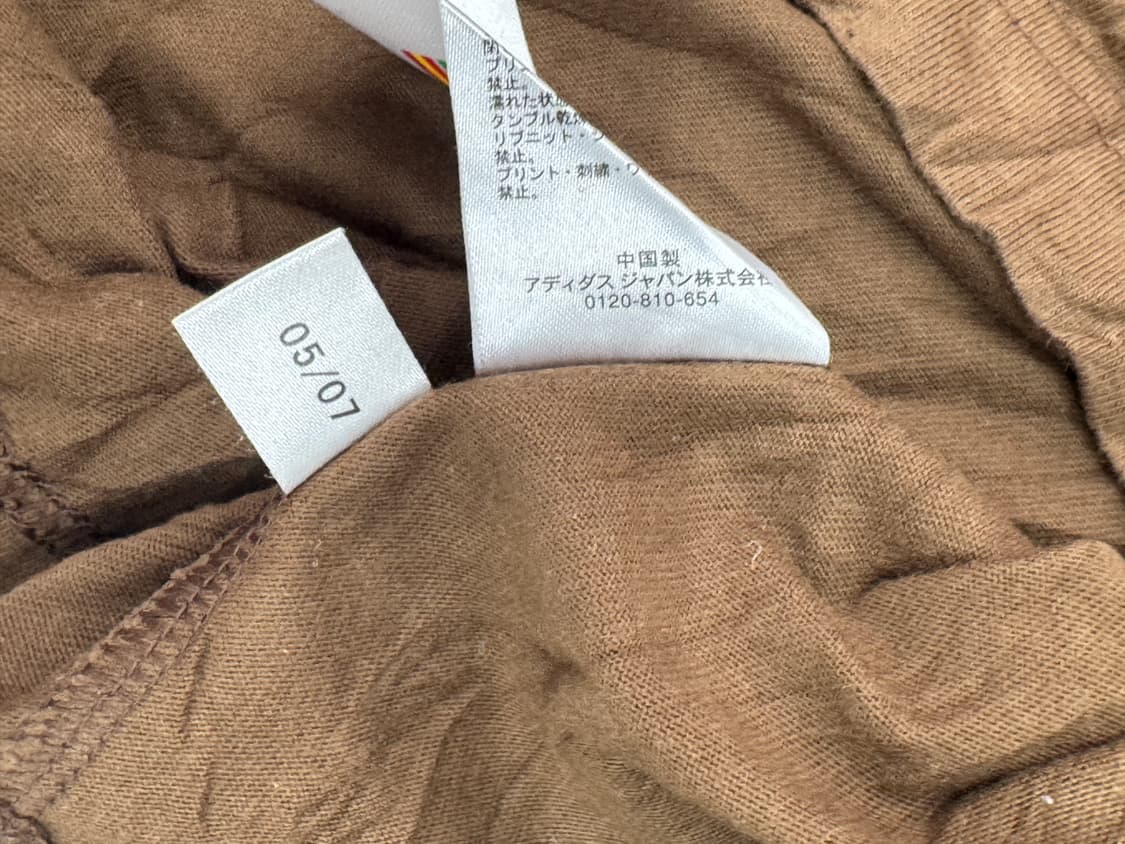 プリ
禁止。
濡れた状
タンブル乾
リブニット・
禁止。
プリント・刺繍・ワ
禁止。
中国製
アディダス ジャパン株式会社
0120-810-654
05/07